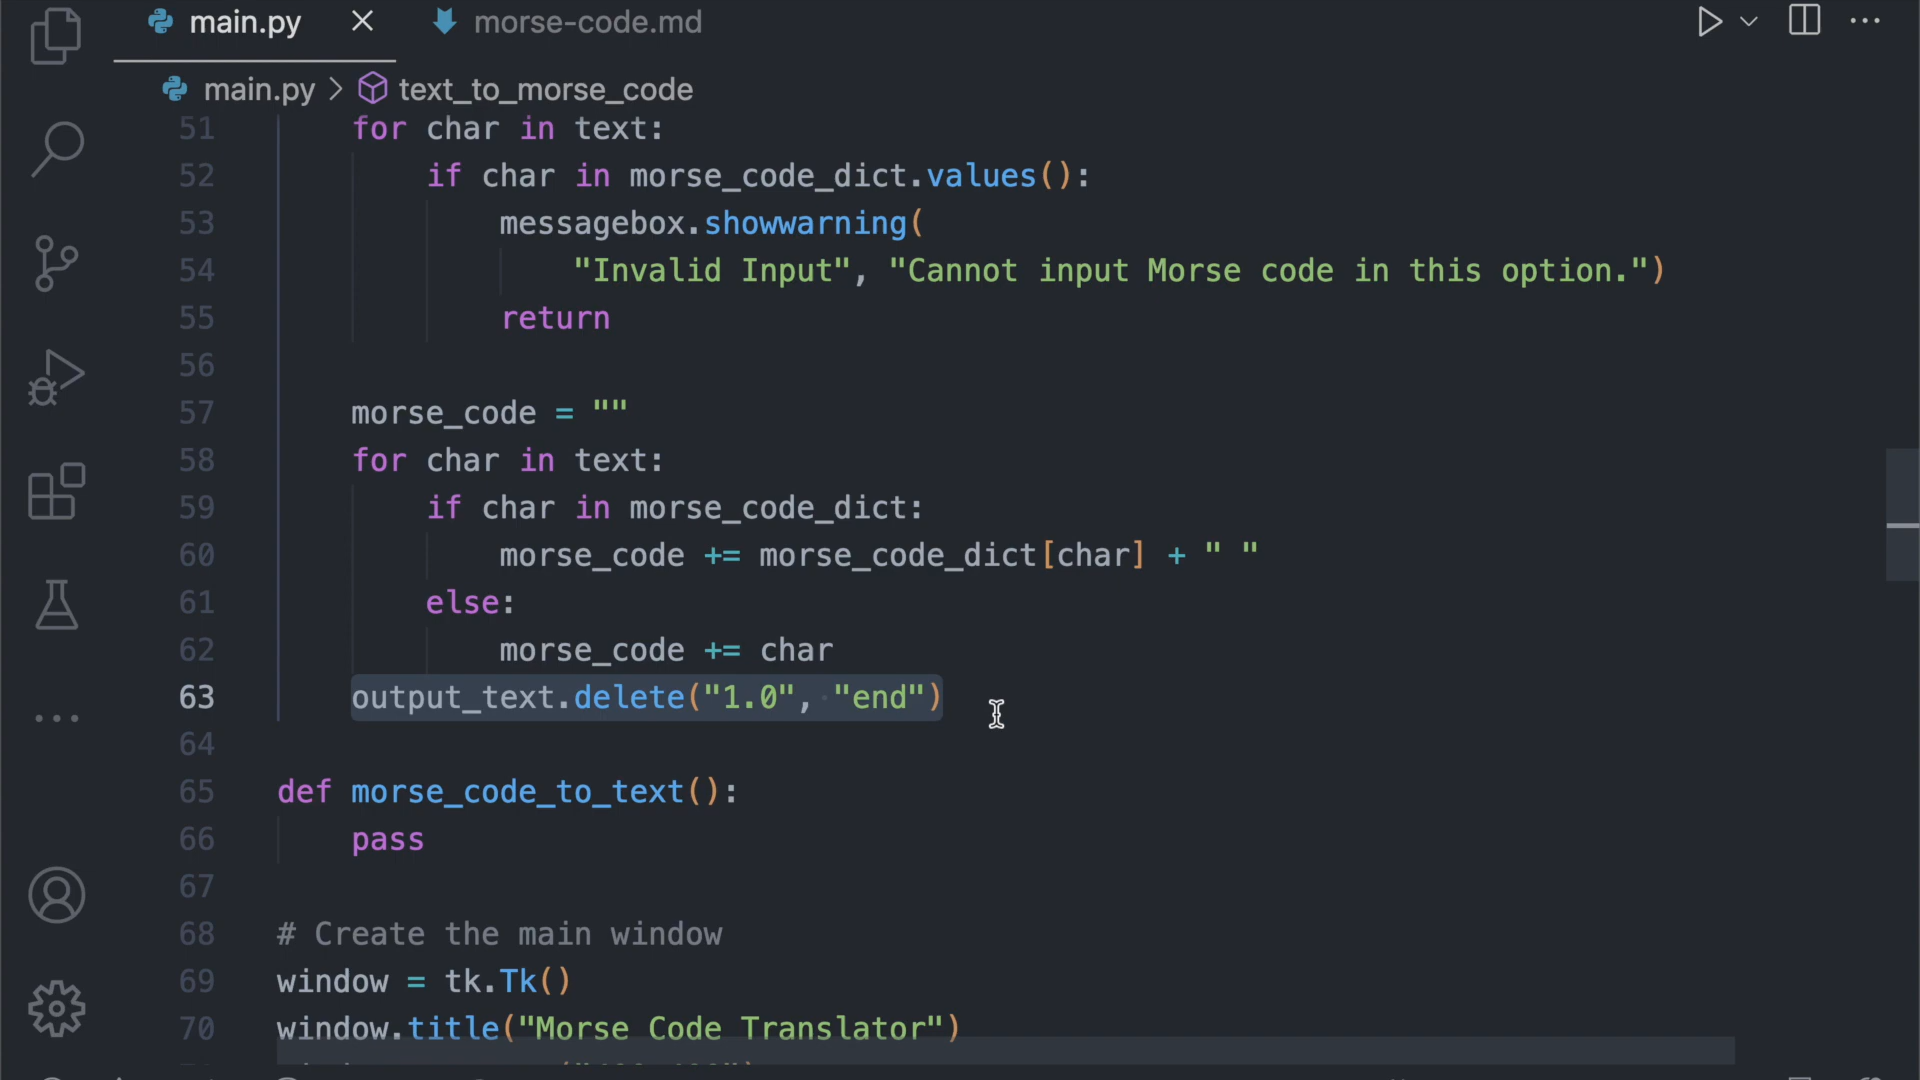 main.py morse-code.md
main.py > text_to_morse_code
51 for char in text:
52 if char in morse_code_dict.values():
53 messagebox.showwarning(
54 "Invalid Input", "Cannot input Morse code in this option.")
55 return
56
57 morse_code = ""
58 for char in text:
59 if char in morse_code_dict:
60 morse_code += morse_code_dict[char] + " "
61 else:
62 morse_code += char
63 output_text.delete("1.0", "end")
64
65 def morse_code_to_text():
66 pass
67
68 # Create the main window
69 window = tk.Tk()
70 window.title("Morse Code Translator")